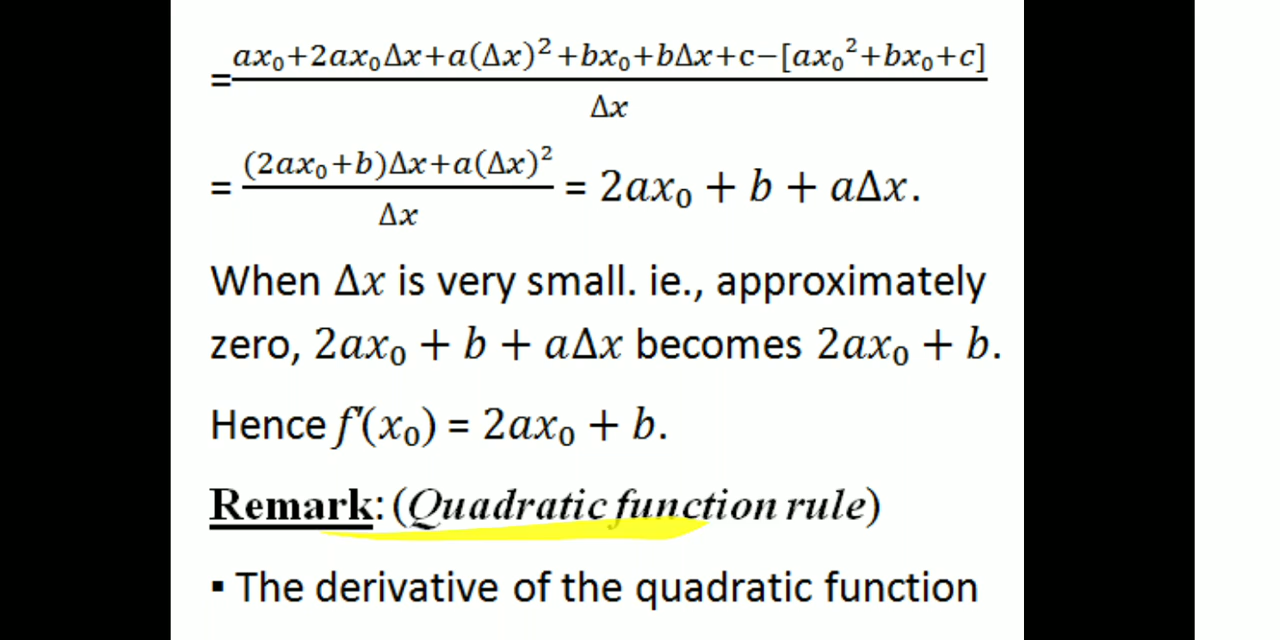 = (ax₀+2ax₀Δx+a(Δx)²+bx₀+bΔx+c−[ax₀²+bx₀+c])/Δx
= ((2ax₀+b)Δx+a(Δx)²)/Δx = 2ax₀ + b + aΔx.
When Δx is very small. ie., approximately
zero, 2ax₀ + b + aΔx becomes 2ax₀ + b.
Hence f'(x₀) = 2ax₀ + b.
Remark: (Quadratic function rule)
▪ The derivative of the quadratic function